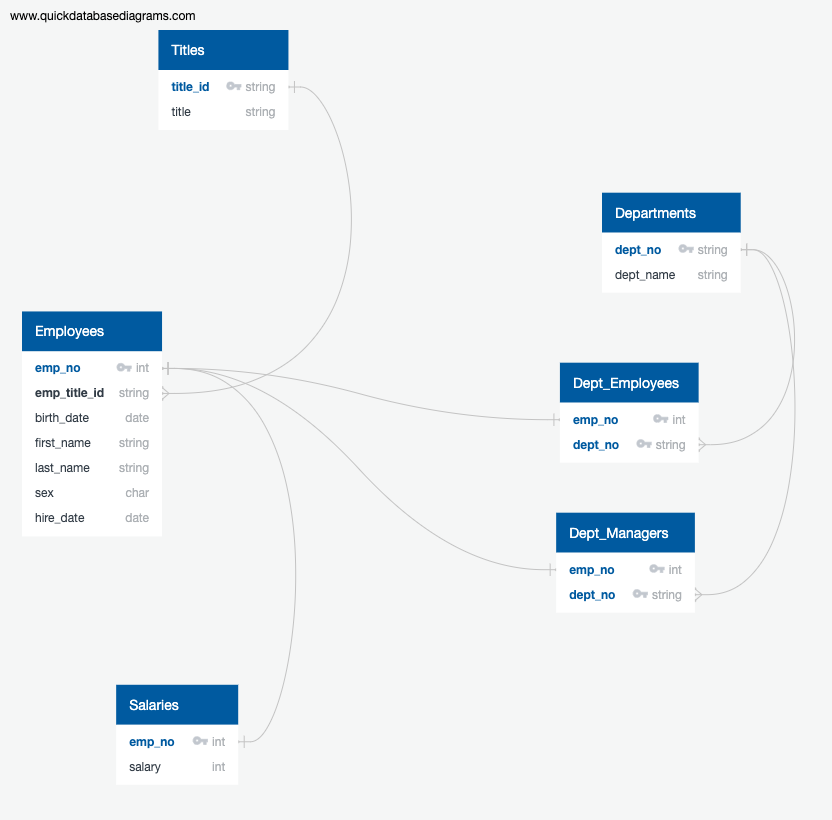 www.quickdatabasediagrams.com
Titles
title_id string
title string
Departments
dept_no string
dept_name string
Employees
emp_no int
emp_title_id string
birth_date date
first_name string
last_name string
sex char
hire_date date
Dept_Employees
emp_no int
dept_no string
Dept_Managers
emp_no int
dept_no string
Salaries
emp_no int
salary int